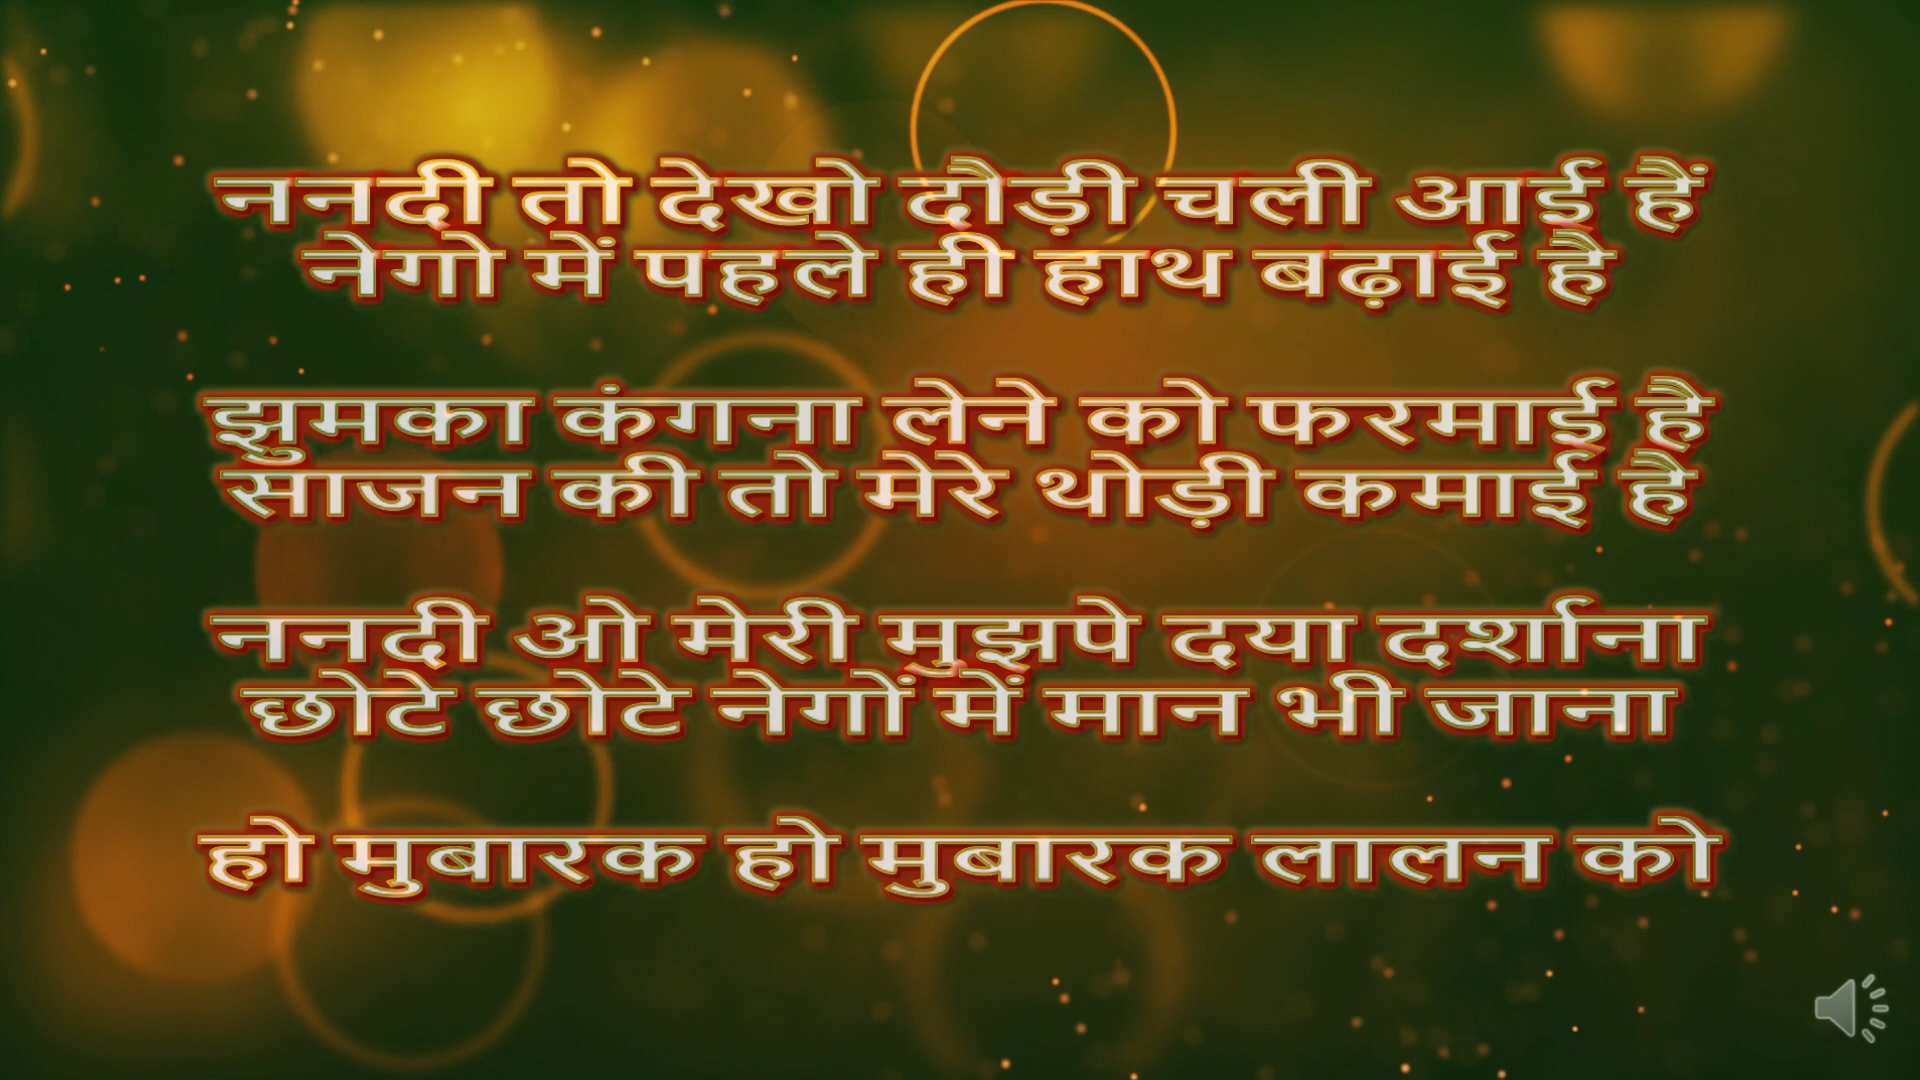 ननदी तो देखो दौड़ी चली आई हैं
नेगो में पहले ही हाथ बढ़ाई है
झुमका कंगना लेने को फरमाई है
साजन की तो मेरे थोड़ी कमाई है
ननदी ओ मेरी मुझपे दया दर्शाना
छोटे छोटे नेगों में मान भी जाना
हो मुबारक हो मुबारक लालन को